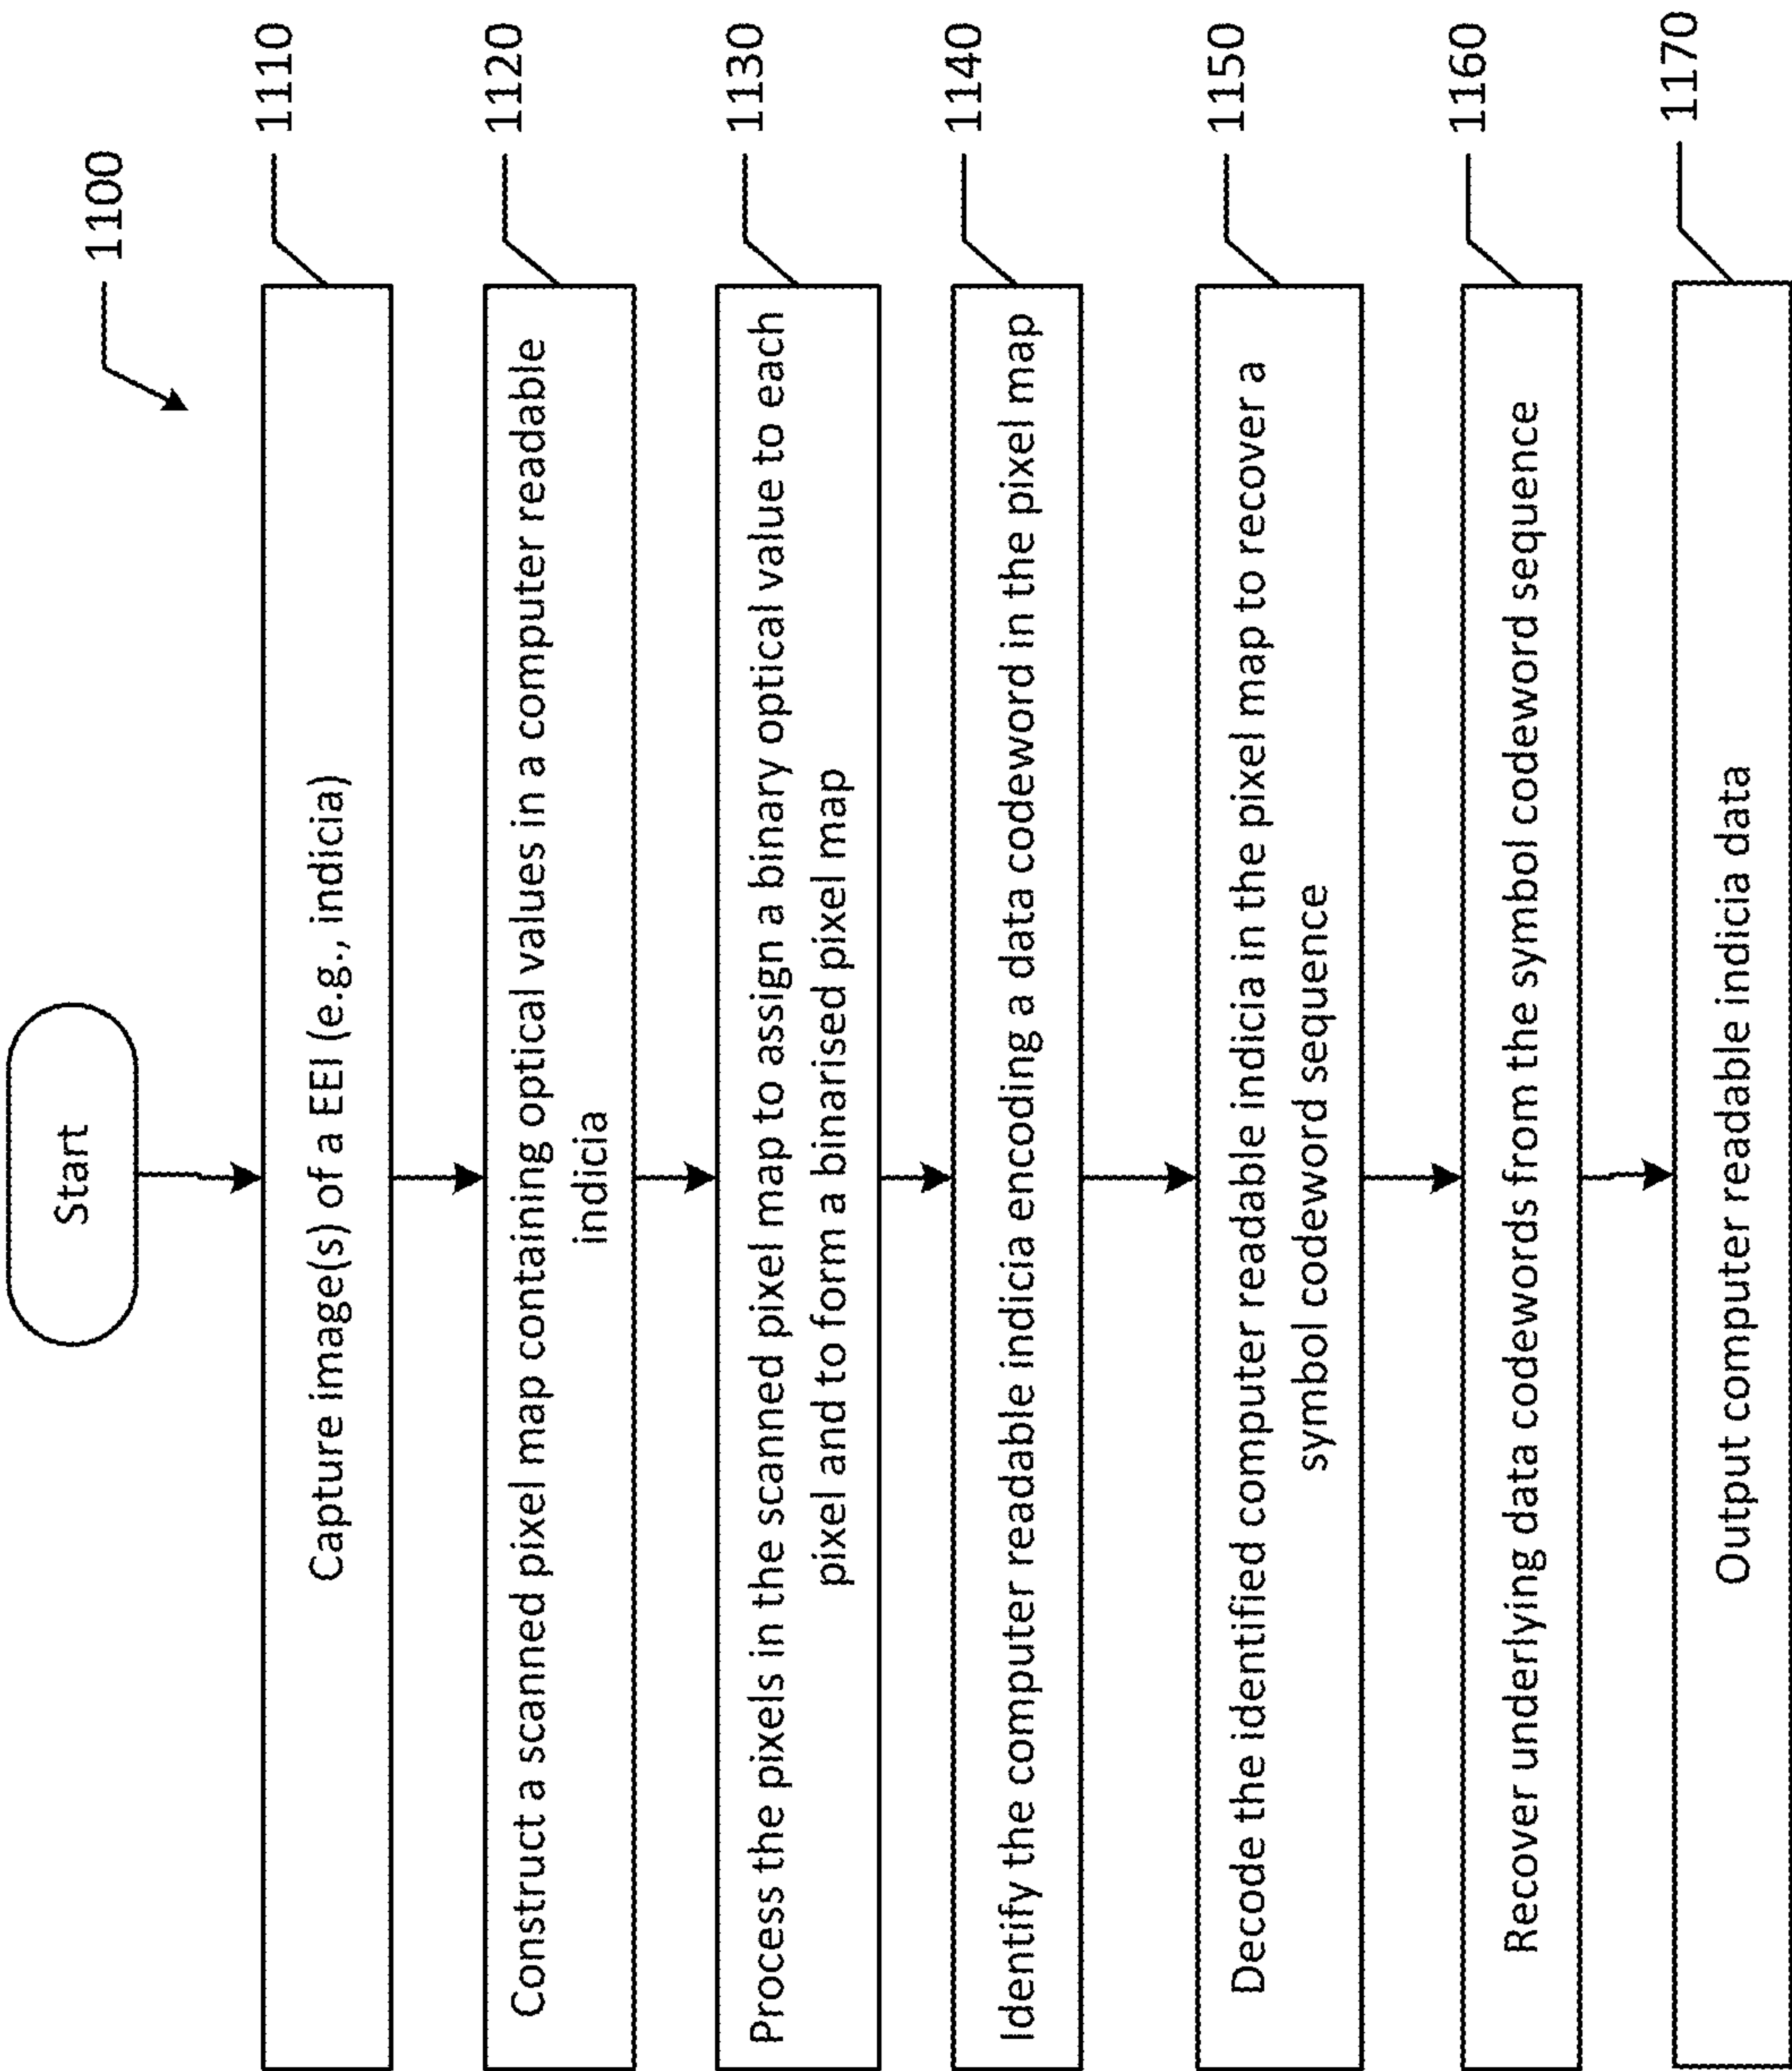 1100
Start
Capture image(s) of a EEI (e.g., indicia)
1110
Construct a scanned pixel map containing optical values in a computer readable
indicia
1120
Process the pixels in the scanned pixel map to assign a binary optical value to each
pixel and to form a binarised pixel map
1130
Identify the computer readable indicia encoding a data codeword in the pixel map
1140
Decode the identified computer readable indicia in the pixel map to recover a
symbol codeword sequence
1150
Recover underlying data codewords from the symbol codeword sequence
1160
Output computer readable indicia data
1170